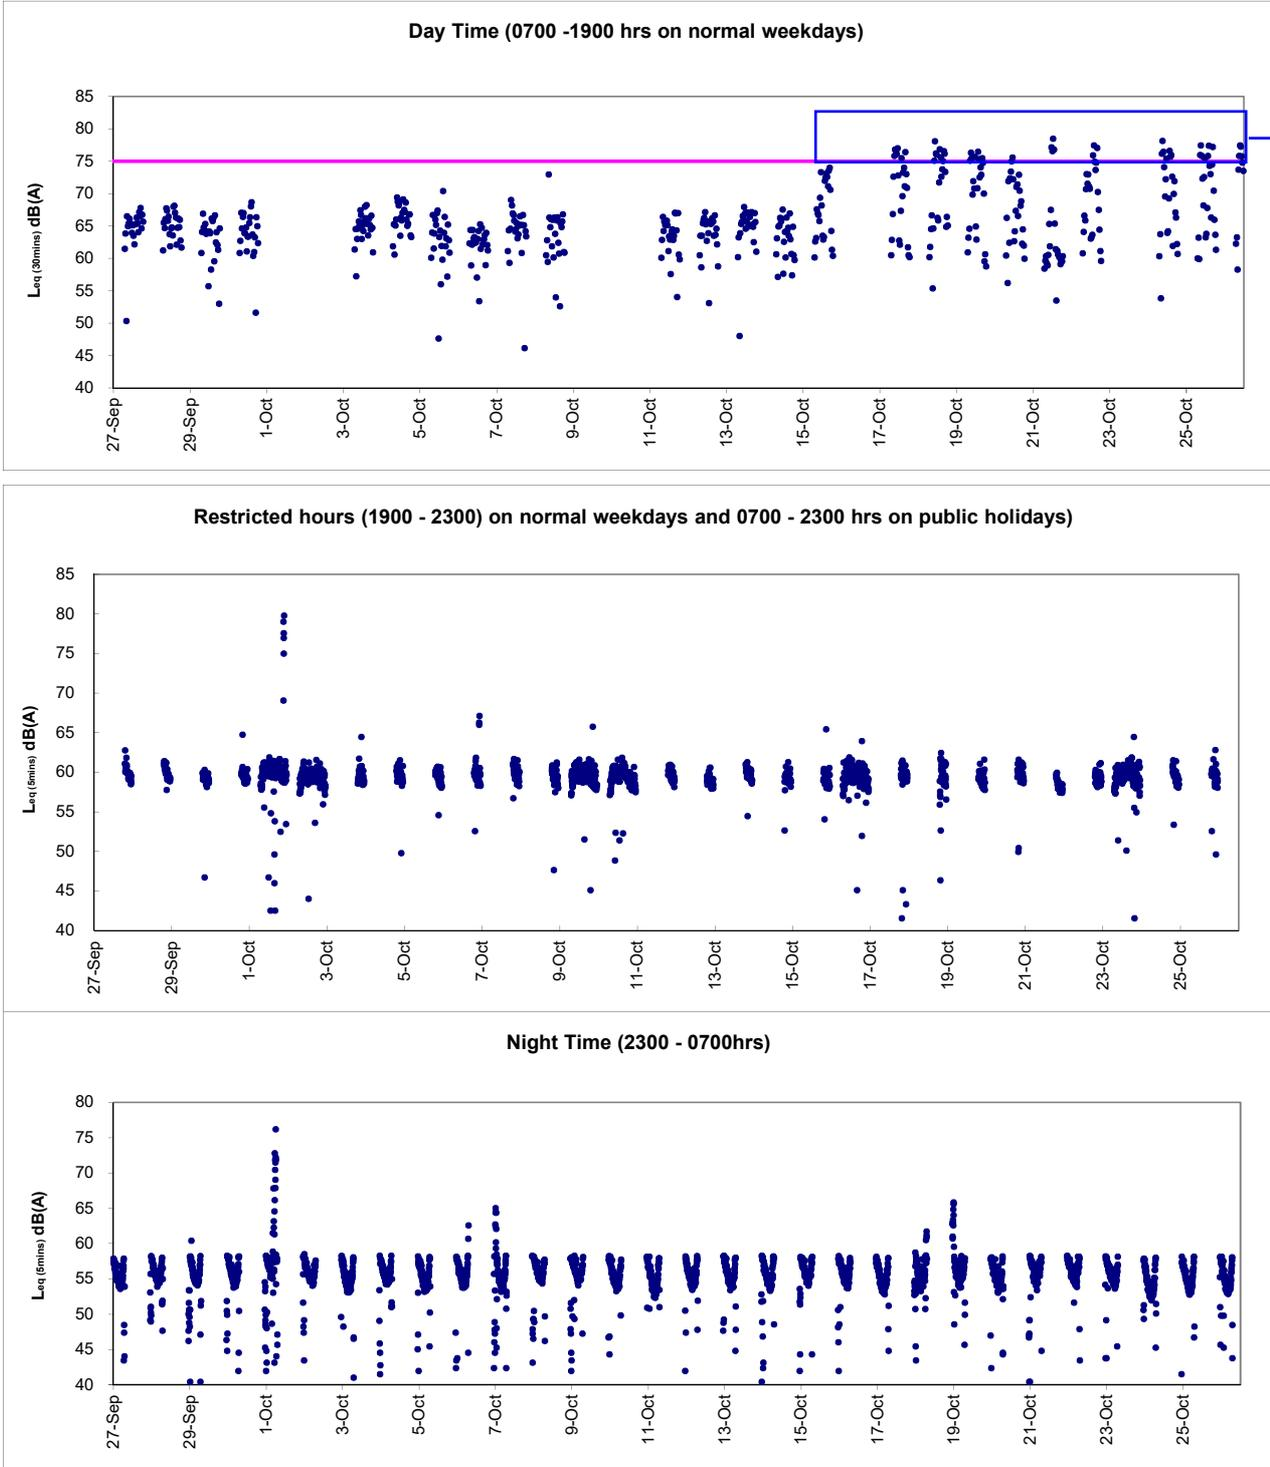 Day Time (0700 -1900 hrs on normal weekdays)
85
80
75
70
65
60
55
50
45
40
Leq (30mins) dB(A)
27-Sep
29-Sep
1-Oct
3-Oct
5-Oct
7-Oct
9-Oct
11-Oct
13-Oct
15-Oct
17-Oct
19-Oct
21-Oct
23-Oct
25-Oct
Restricted hours (1900 - 2300) on normal weekdays and 0700 - 2300 hrs on public holidays)
85
80
75
70
65
60
55
50
45
40
Leq (5mins) dB(A)
27-Sep
29-Sep
1-Oct
3-Oct
5-Oct
7-Oct
9-Oct
11-Oct
13-Oct
15-Oct
17-Oct
19-Oct
21-Oct
23-Oct
25-Oct
Night Time (2300 - 0700hrs)
80
75
70
65
60
55
50
45
40
Leq (5mins) dB(A)
27-Sep
29-Sep
1-Oct
3-Oct
5-Oct
7-Oct
9-Oct
11-Oct
13-Oct
15-Oct
17-Oct
19-Oct
21-Oct
23-Oct
25-Oct